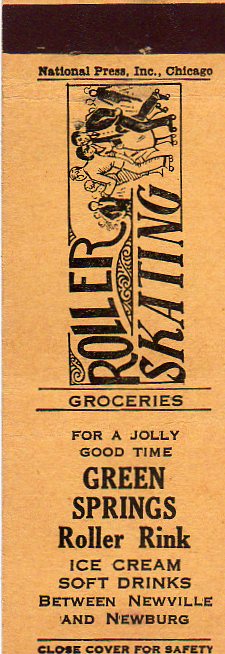 National Press, Inc., Chicago
ROLLER
SKATING
GROCERIES
FOR A JOLLY
GOOD TIME
GREEN
SPRINGS
Roller Rink
ICE CREAM
SOFT DRINKS
BETWEEN NEWVILLE
AND NEWBURG
CLOSE COVER FOR SAFETY